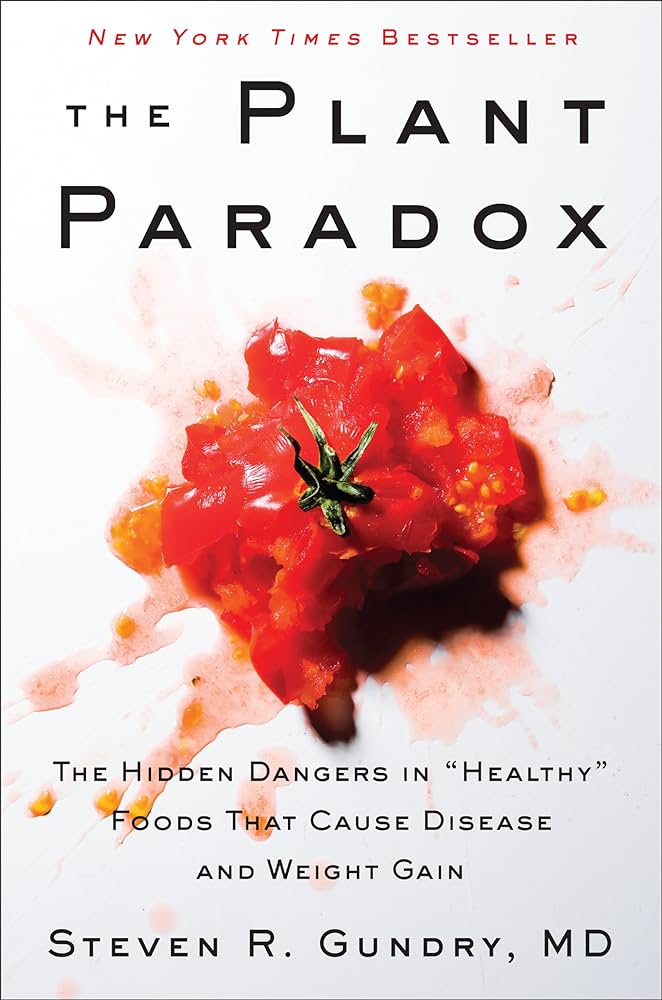 New York Times Bestseller
THE PLANT
PARADOX
The Hidden Dangers in “Healthy”
Foods That Cause Disease
and Weight Gain
Steven R. Gundry, MD